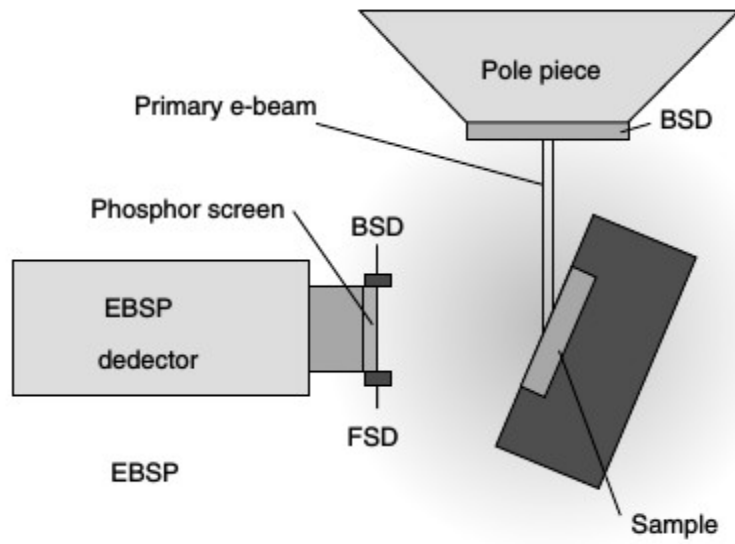 Pole piece
Primary e-beam
BSD
Phosphor screen
BSD
EBSP
dedector
FSD
EBSP
Sample